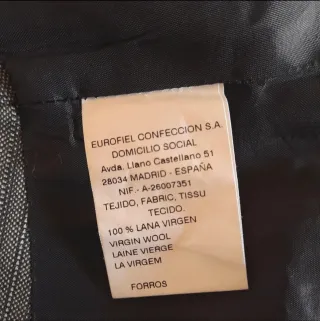 EUROFIEL CONFECCION S.A.
DOMICILIO SOCIAL
Avda. Llano Castellano 51
28034 MADRID - ESPAÑA
NIF.- A-26007351
TEJIDO, FABRIC, TISSU
TECIDO.
100 % LANA VIRGEN
VIRGIN WOOL
LAINE VIERGE
LA VIRGEM
FORROS